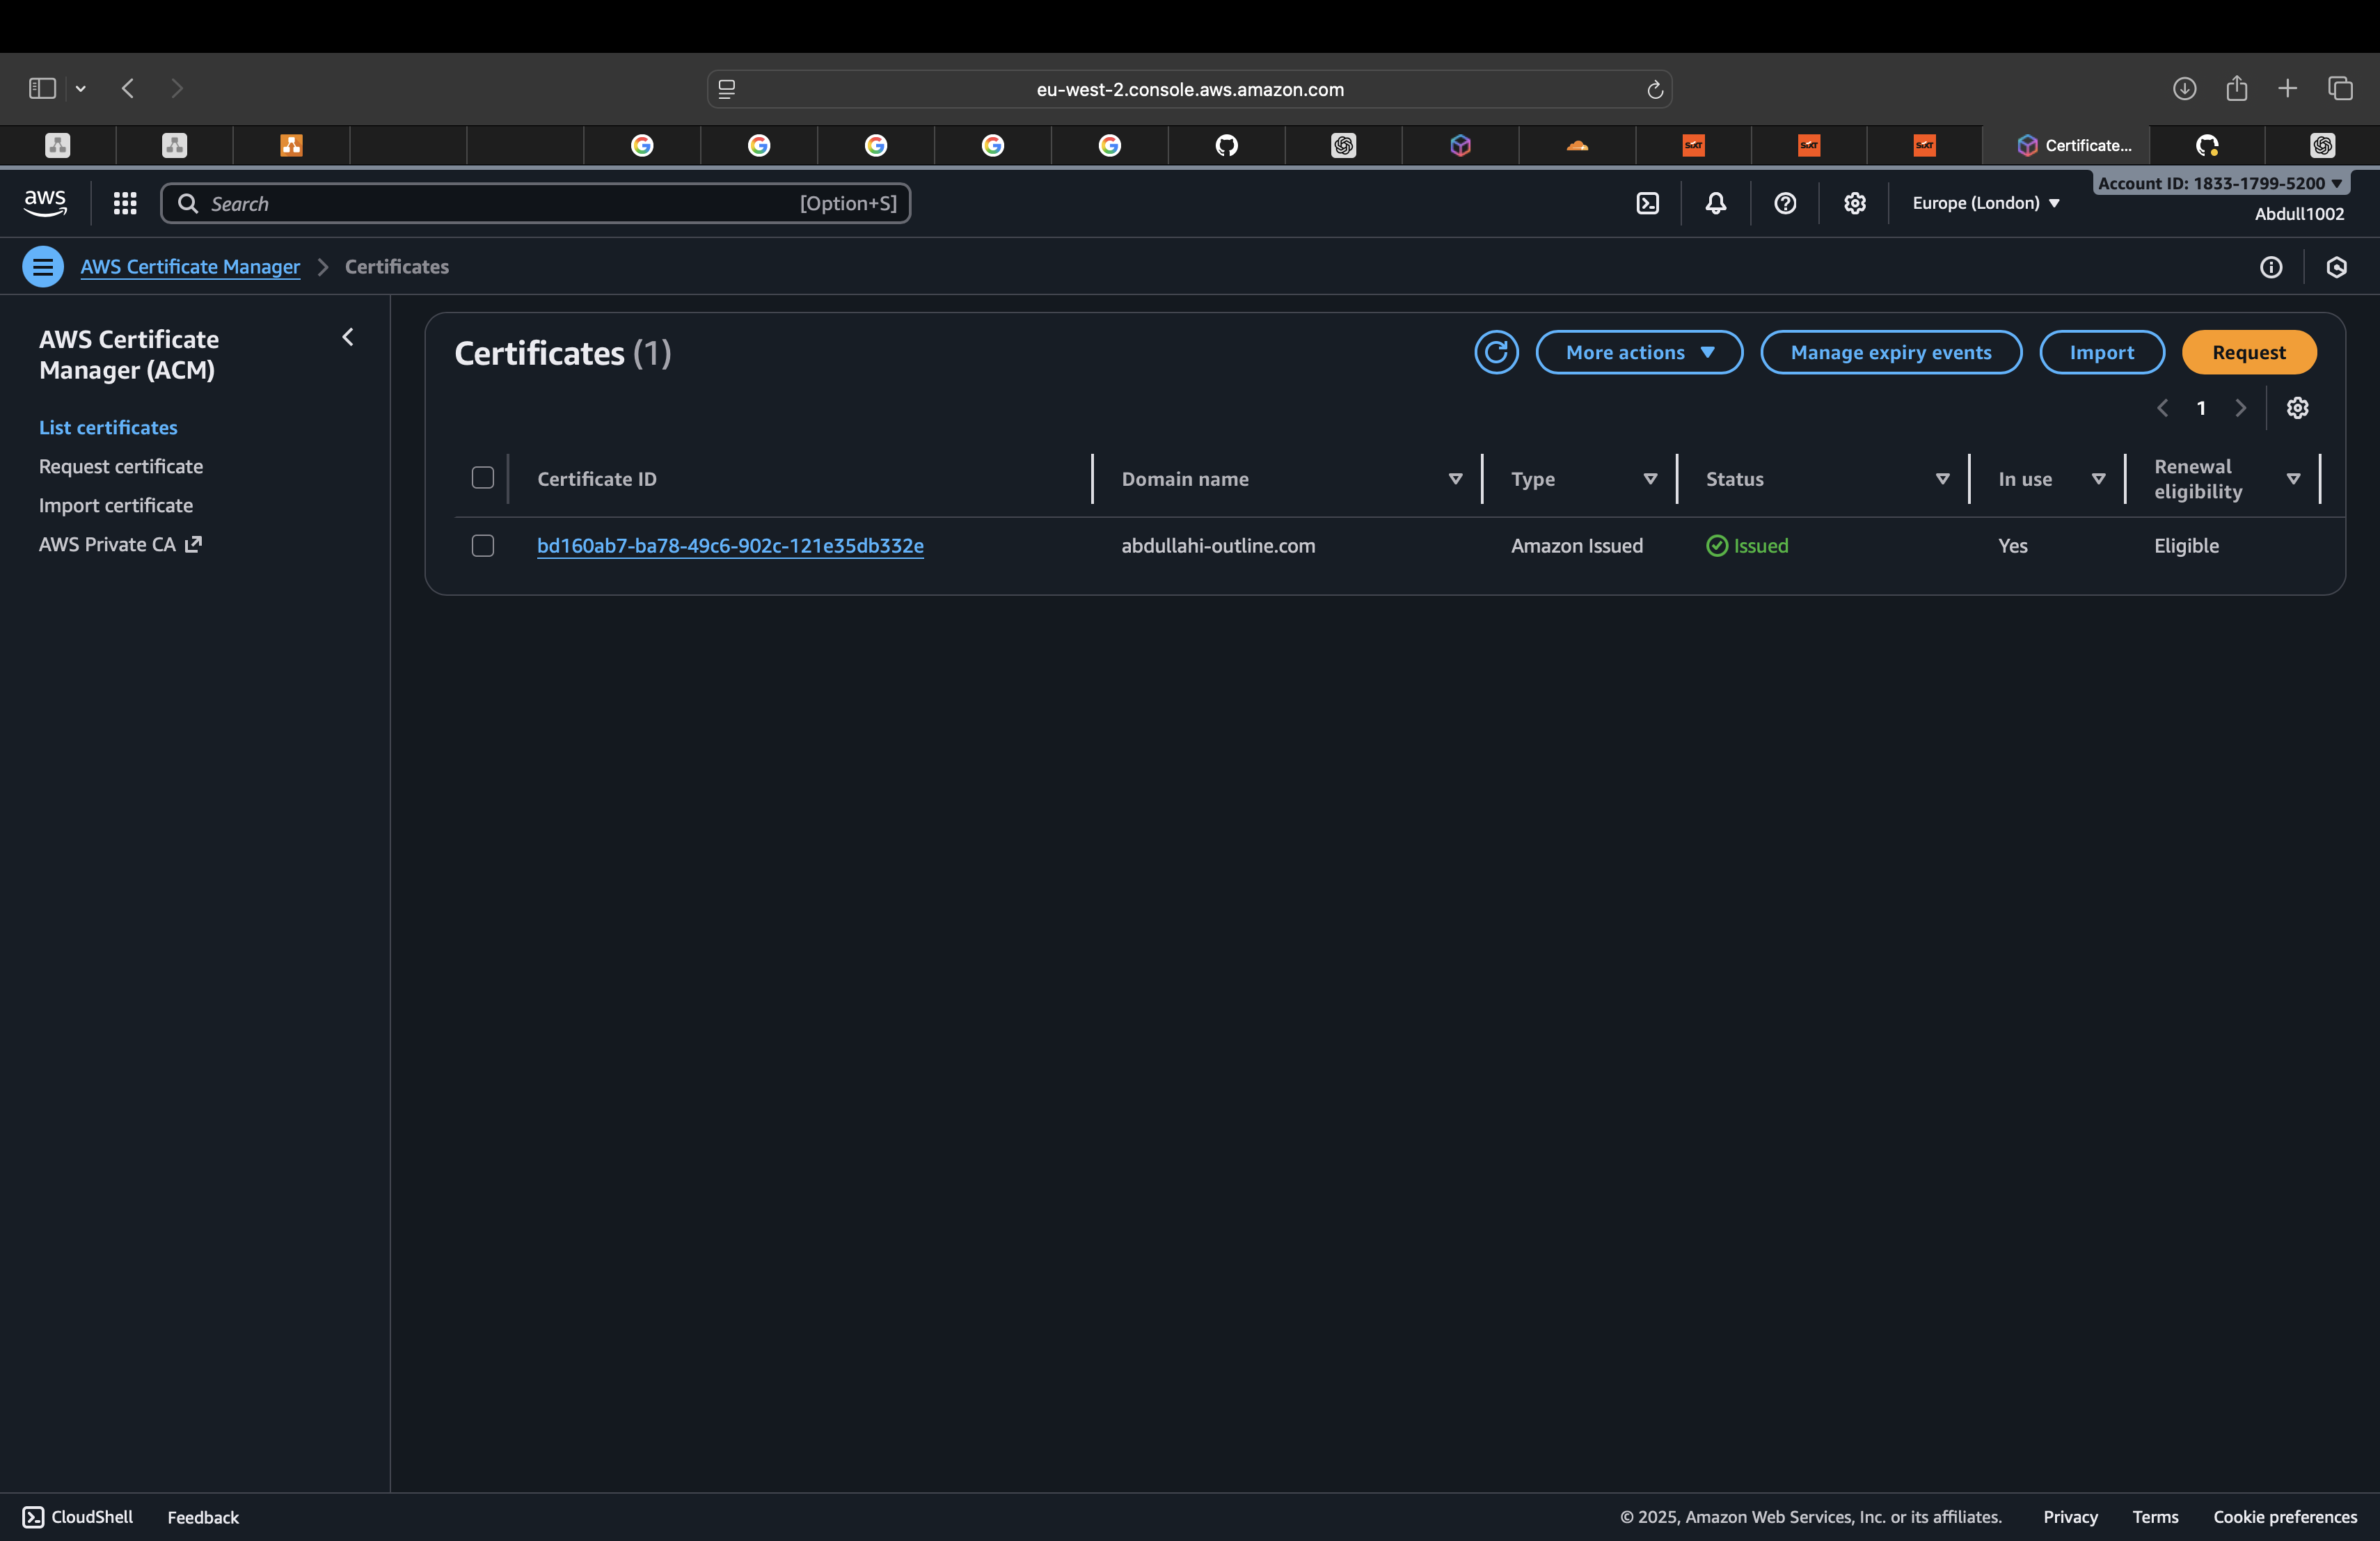 eu-west-2.console.aws.amazon.com
SIXT
SIXT
SIXT
Certificate...
aws
Search
[Option+S]
Europe (London)
Account ID: 1833-1799-5200
Abdull1002
AWS Certificate Manager
Certificates
AWS Certificate
Manager (ACM)
List certificates
Request certificate
Import certificate
AWS Private CA
Certificates (1)
More actions
Manage expiry events
Import
Request
1
Certificate ID
Domain name
Type
Status
In use
Renewal
eligibility
bd160ab7-ba78-49c6-902c-121e35db332e
abdullahi-outline.com
Amazon Issued
Issued
Yes
Eligible
CloudShell
Feedback
© 2025, Amazon Web Services, Inc. or its affiliates.
Privacy
Terms
Cookie preferences